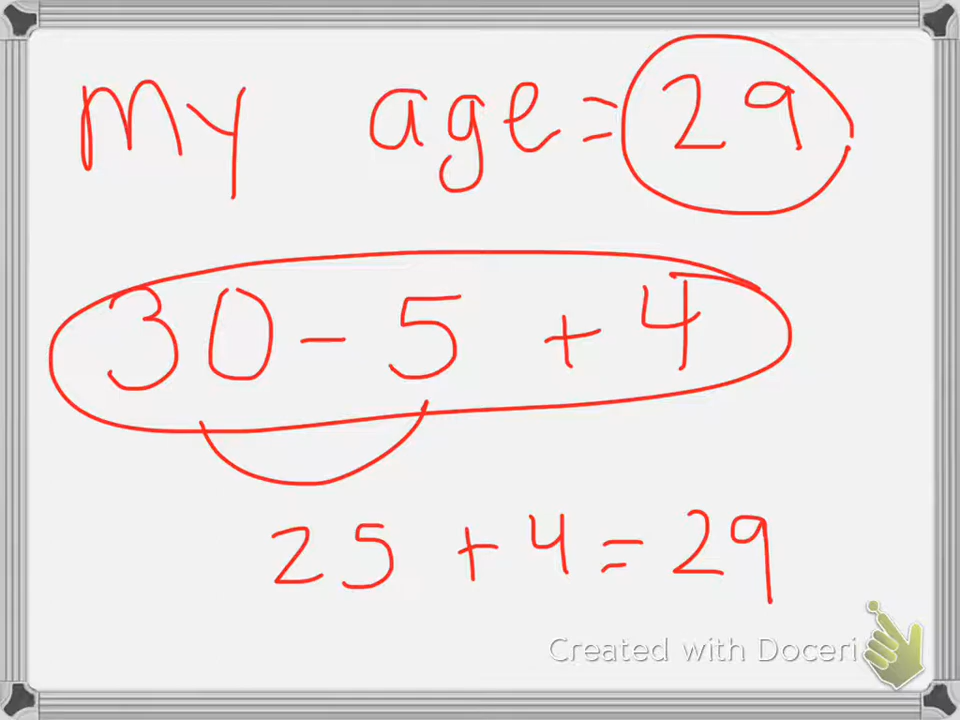 My age = 29
30 - 5 + 4
25 + 4 = 29
Created with Doceri